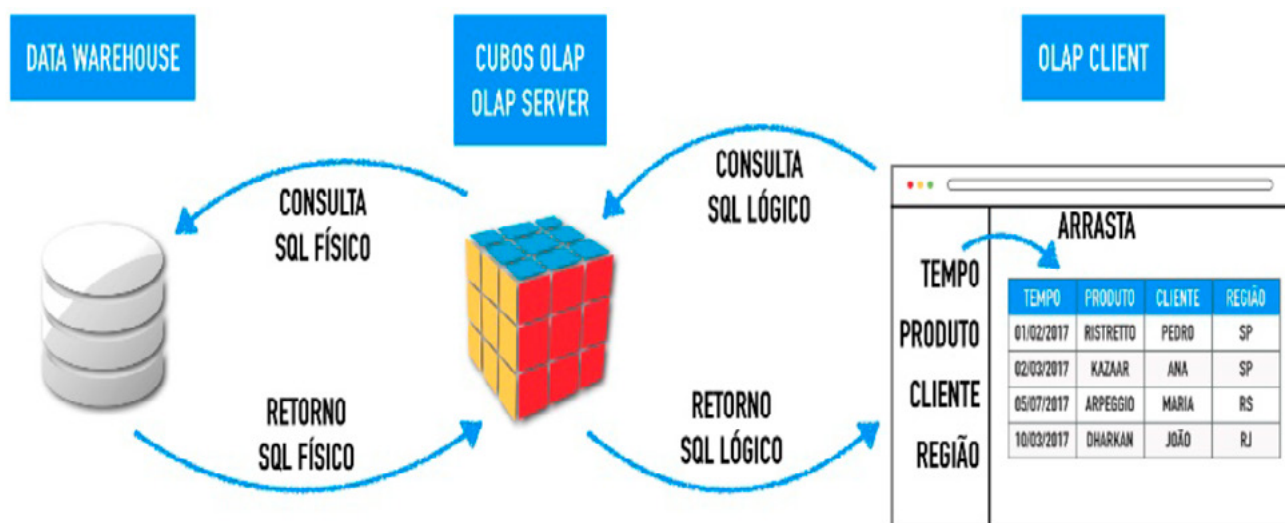 DATA WAREHOUSE
CUBOS OLAP
OLAP SERVER
OLAP CLIENT
CONSULTA
SQL FÍSICO
CONSULTA
SQL LÓGICO
RETORNO
SQL FÍSICO
RETORNO
SQL LÓGICO
ARRASTA
TEMPO
PRODUTO
CLIENTE
REGIÃO
TEMPO PRODUTO CLIENTE REGIÃO
01/02/2017 RISTRETTO PEDRO SP
02/03/2017 KAZAAR ANA SP
05/07/2017 ARPEGGIO MARIA RS
10/03/2017 DHARKAN JOÃO RJ